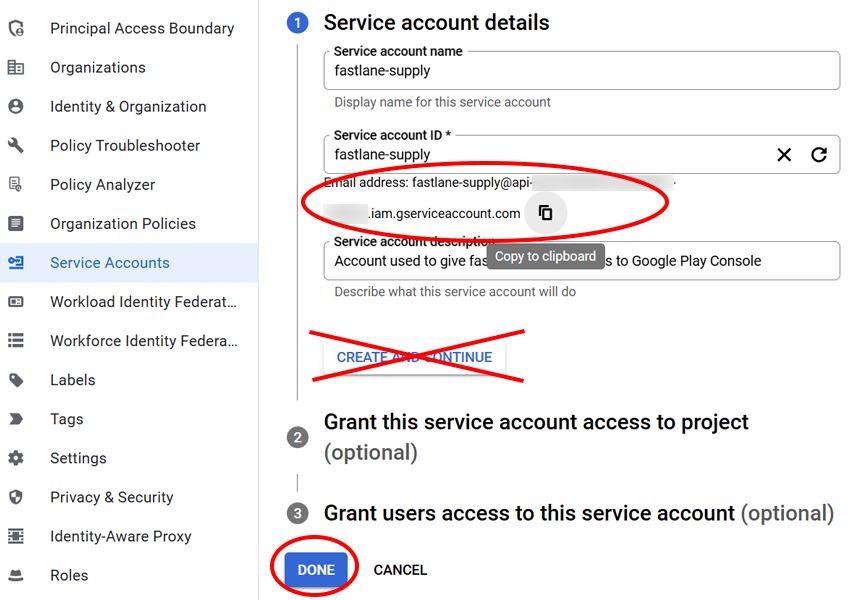 Principal Access Boundary
Organizations
Identity & Organization
Policy Troubleshooter
Policy Analyzer
Organization Policies
Service Accounts
Workload Identity Federat...
Workforce Identity Federa...
Labels
Tags
Settings
Privacy & Security
Identity-Aware Proxy
Roles
1 Service account details
Service account name
fastlane-supply
Display name for this service account
Service account ID *
fastlane-supply
Email address: fastlane-supply@api-
.iam.gserviceaccount.com
Service account description
Copy to clipboard
Account used to give fas s to Google Play Console
Describe what this service account will do
CREATE AND CONTINUE
2 Grant this service account access to project
(optional)
3 Grant users access to this service account (optional)
DONE CANCEL